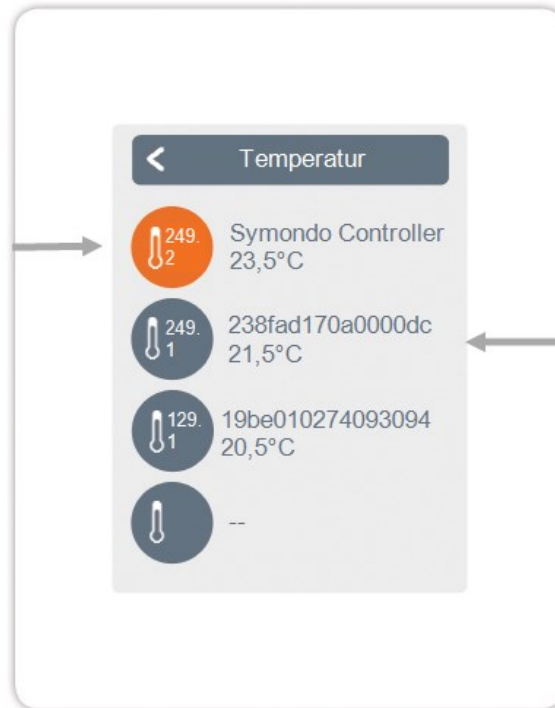 Temperatur
249.
2
Symondo Controller
23,5°C
249.
1
238fad170a0000dc
21,5°C
129.
1
19be010274093094
20,5°C
--